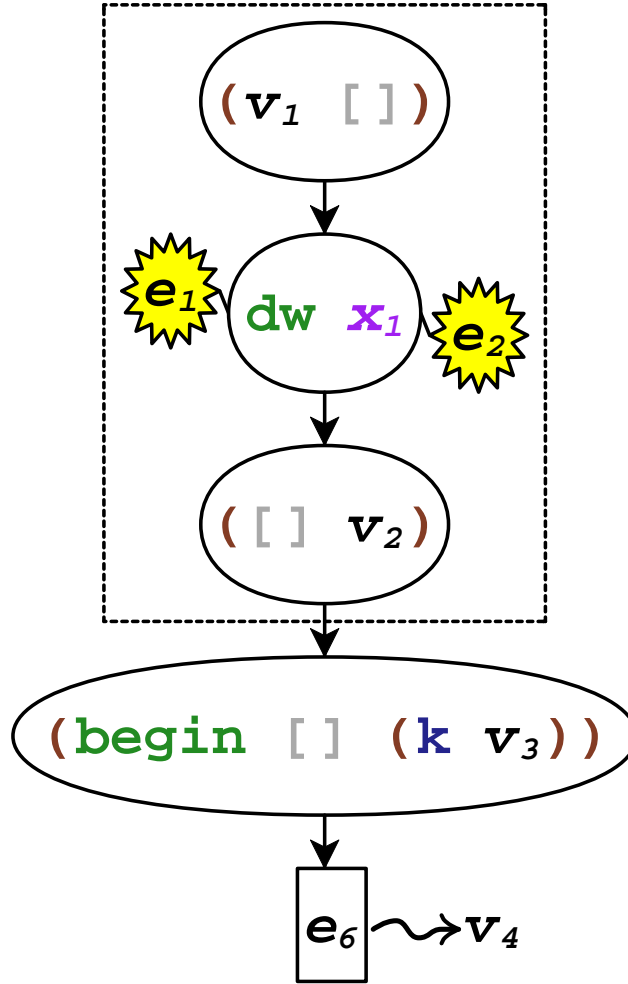 (v₁ [])
e₁
dw x₁
e₂
([] v₂)
(begin [] (k v₃))
e₆ v₄